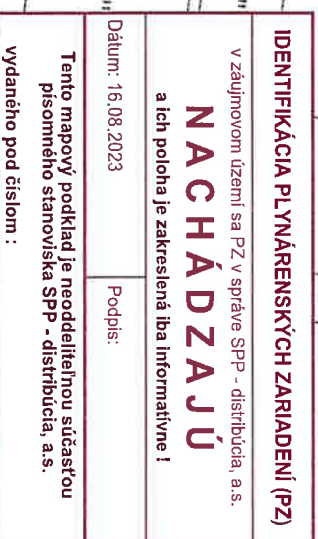 IDENTIFIKÁCIA PLYNÁRENSKÝCH ZARIADENÍ (PZ)
v záujmovom území sa PZ v správe SPP - distribúcia, a.s.
NACHÁDZAJÚ
a ich poloha je zakreslená iba informatívne !
Dátum: 16.08.2023
Podpis:
Tento mapový podklad je neoddeliteľnou súčasťou
písomného stanoviska SPP - distribúcia, a.s.
vydaného pod číslom :